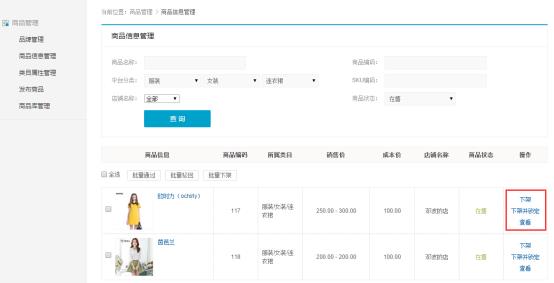 当前位置：商品管理 > 商品信息管理
商品管理
品牌管理
商品信息管理
类目属性管理
发布商品
商品库管理
商品信息管理
商品名称：
商品编码：
平台分类： 服装 女装 连衣裙
SKU编码：
店铺名称： 全部
商品状态： 在售
查 询
商品信息 商品编码 所属类目 销售价 成本价 店铺名称 商品状态 操作
全选 批量通过 批量驳回 批量下架
欧时力（ochirly）
117
服装/女装/连
衣裙
250.00 - 300.00
100.00
邓波的店
在售
下架
下架并锁定
查看
茵芭兰
118
服装/女装/连
衣裙
200.00 - 200.00
100.00
邓波的店
在售
下架
下架并锁定
查看